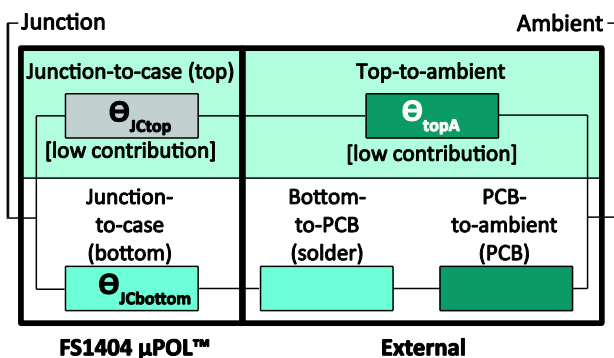 Junction
Ambient
Junction-to-case (top)
Top-to-ambient
ΘJCtop
ΘtopA
[low contribution]
[low contribution]
Junction-
to-case
(bottom)
Bottom-
to-PCB
(solder)
PCB-
to-ambient
(PCB)
ΘJCbottom
FS1404 µPOL™
External